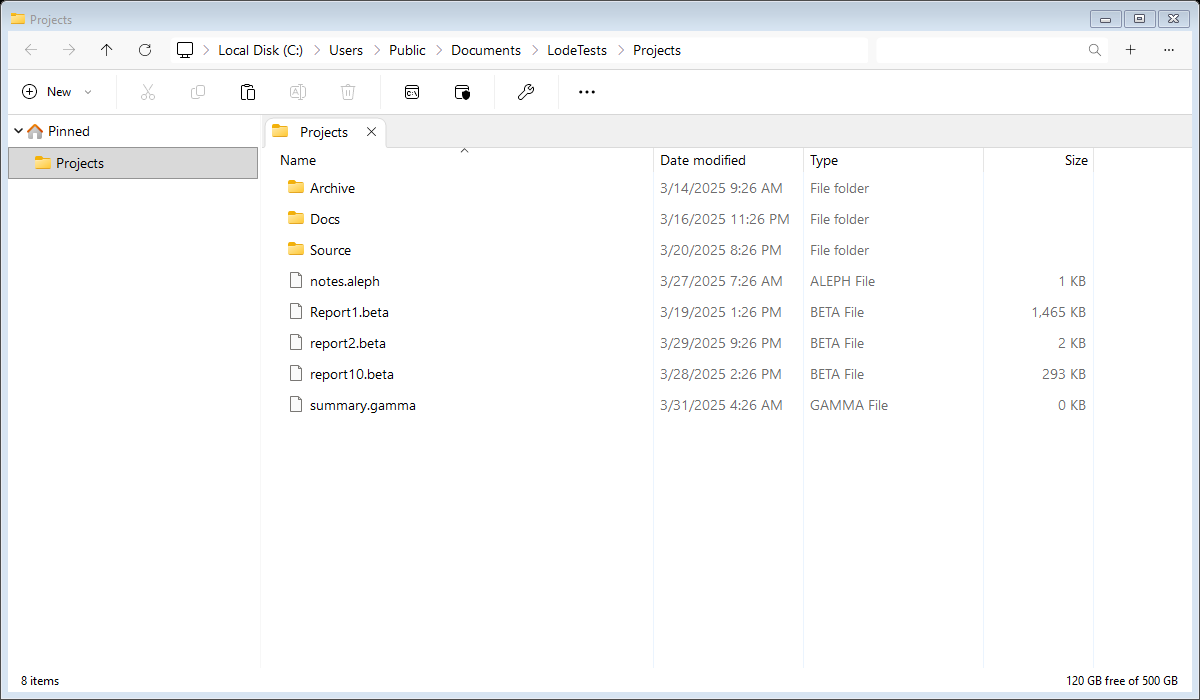 Projects
Local Disk (C:) Users Public Documents LodeTests Projects
New
Pinned
Projects
Projects
Name Date modified Type Size
Archive 3/14/2025 9:26 AM File folder
Docs 3/16/2025 11:26 PM File folder
Source 3/20/2025 8:26 PM File folder
notes.aleph 3/27/2025 7:26 AM ALEPH File 1 KB
Report1.beta 3/19/2025 1:26 PM BETA File 1,465 KB
report2.beta 3/29/2025 9:26 PM BETA File 2 KB
report10.beta 3/28/2025 2:26 PM BETA File 293 KB
summary.gamma 3/31/2025 4:26 AM GAMMA File 0 KB
8 items 120 GB free of 500 GB